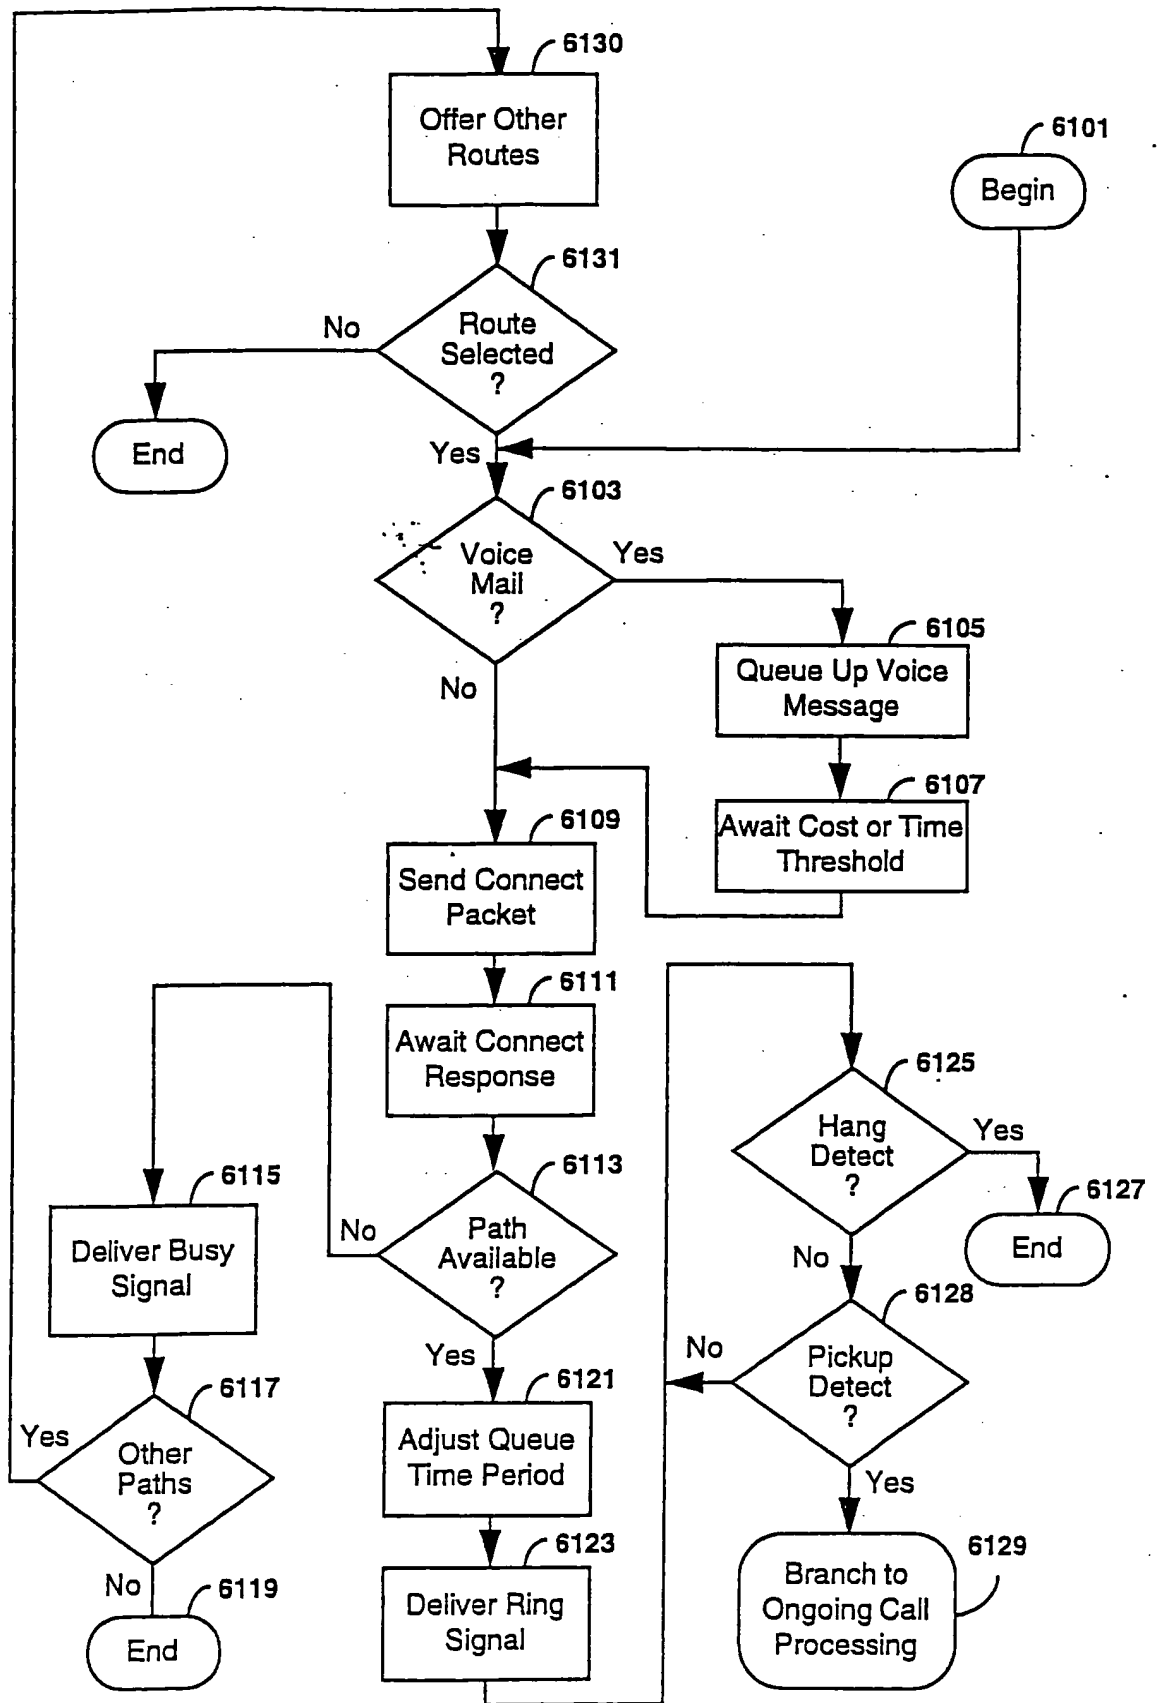 6130
Offer Other
Routes
6101
Begin
6131
Route
Selected
?
No
End
Yes
6103
Voice
Mail
?
Yes
No
6105
Queue Up Voice
Message
6107
Await Cost or Time
Threshold
6109
Send Connect
Packet
6111
Await Connect
Response
6113
Path
Available
?
No
Yes
6115
Deliver Busy
Signal
6117
Other
Paths
?
Yes
No
6119
End
6121
Adjust Queue
Time Period
6123
Deliver Ring
Signal
6125
Hang
Detect
?
Yes
6127
End
No
6128
Pickup
Detect
?
No
Yes
6129
Branch to
Ongoing Call
Processing